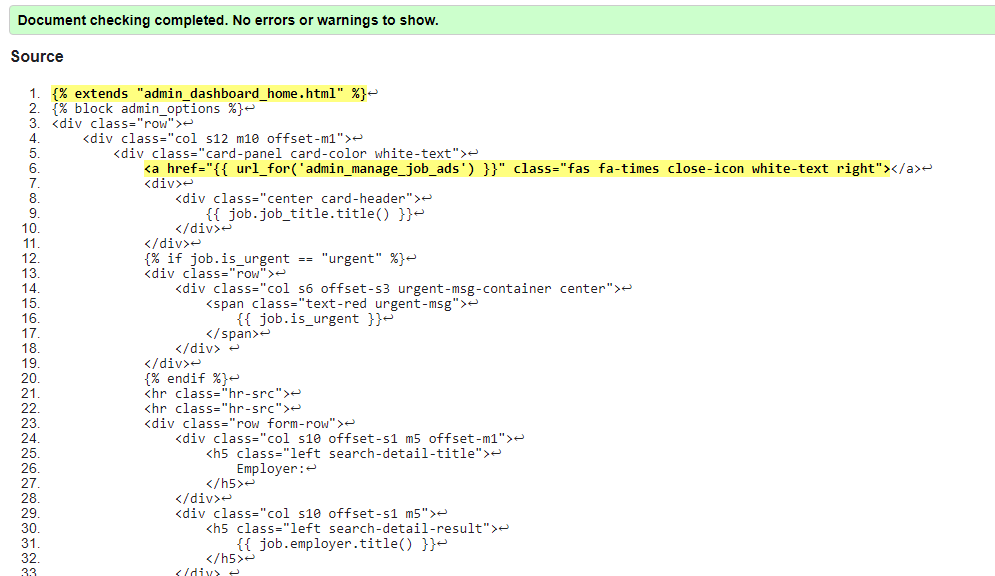 Document checking completed. No errors or warnings to show.
Source
1. {% extends "admin_dashboard_home.html" %}↩
2. {% block admin_options %}↩
3. <div class="row">↩
4.     <div class="col s12 m10 offset-m1">↩
5.         <div class="card-panel card-color white-text">↩
6.             <a href="{{ url_for('admin_manage_job_ads') }}" class="fas fa-times close-icon white-text right"></a>↩
7.             <div>↩
8.                 <div class="center card-header">↩
9.                     {{ job.job_title.title() }}↩
10.                 </div>↩
11.             </div>↩
12.             {% if job.is_urgent == "urgent" %}↩
13.             <div class="row">↩
14.                 <div class="col s6 offset-s3 urgent-msg-container center">↩
15.                     <span class="text-red urgent-msg">↩
16.                         {{ job.is_urgent }}↩
17.                     </span>↩
18.                 </div> ↩
19.             </div>↩
20.             {% endif %}↩
21.             <hr class="hr-src">↩
22.             <hr class="hr-src">↩
23.             <div class="row form-row">↩
24.                 <div class="col s10 offset-s1 m5 offset-m1">↩
25.                     <h5 class="left search-detail-title">↩
26.                         Employer:↩
27.                     </h5>↩
28.                 </div>↩
29.                 <div class="col s10 offset-s1 m5">↩
30.                     <h5 class="left search-detail-result">↩
31.                         {{ job.employer.title() }}↩
32.                     </h5>↩
33.                 </div> ↩